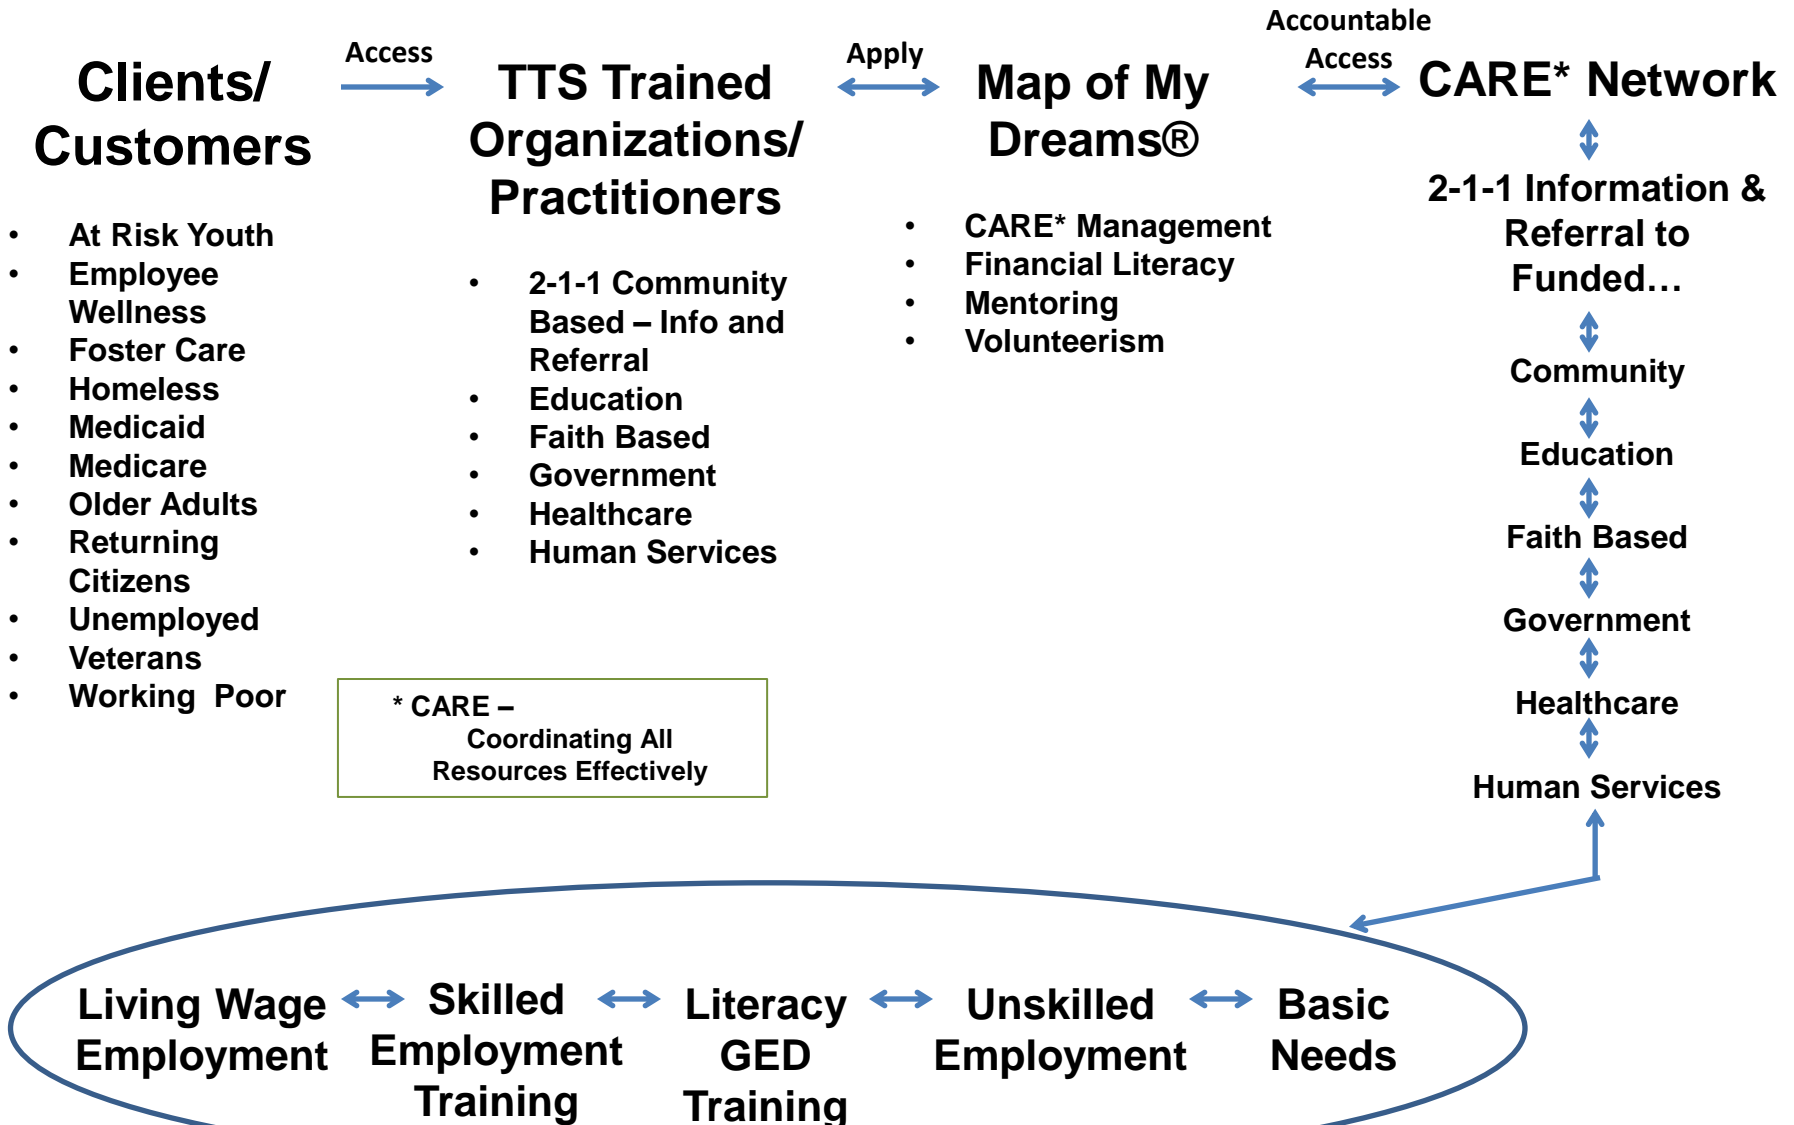 Clients/
Customers
• At Risk Youth
• Employee
Wellness
• Foster Care
• Homeless
• Medicaid
• Medicare
• Older Adults
• Returning
Citizens
• Unemployed
• Veterans
• Working Poor
Access
TTS Trained
Organizations/
Practitioners
• 2-1-1 Community
Based – Info and
Referral
• Education
• Faith Based
• Government
• Healthcare
• Human Services
Apply
Map of My
Dreams®
• CARE* Management
• Financial Literacy
• Mentoring
• Volunteerism
Accountable
Access
CARE* Network
2-1-1 Information &
Referral to
Funded…
Community
Education
Faith Based
Government
Healthcare
Human Services
* CARE –
Coordinating All
Resources Effectively
Living Wage
Employment
Skilled
Employment
Training
Literacy
GED
Training
Unskilled
Employment
Basic
Needs